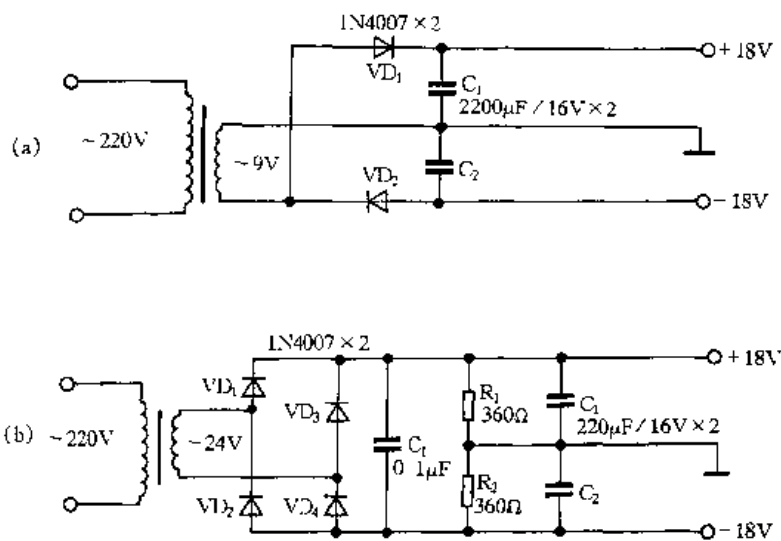 1N4007×2
+18V
VD₁
C₁
2200μF/16V×2
(a)
~220V
~9V
C₂
VD₂
-18V
1N4007×2
+18V
VD₁
VD₃
R₁
360Ω
C₁
220μF/16V×2
(b)
~220V
~24V
C₁
0 1μF
R₂
360Ω
C₂
VD₂
VD₄
-18V